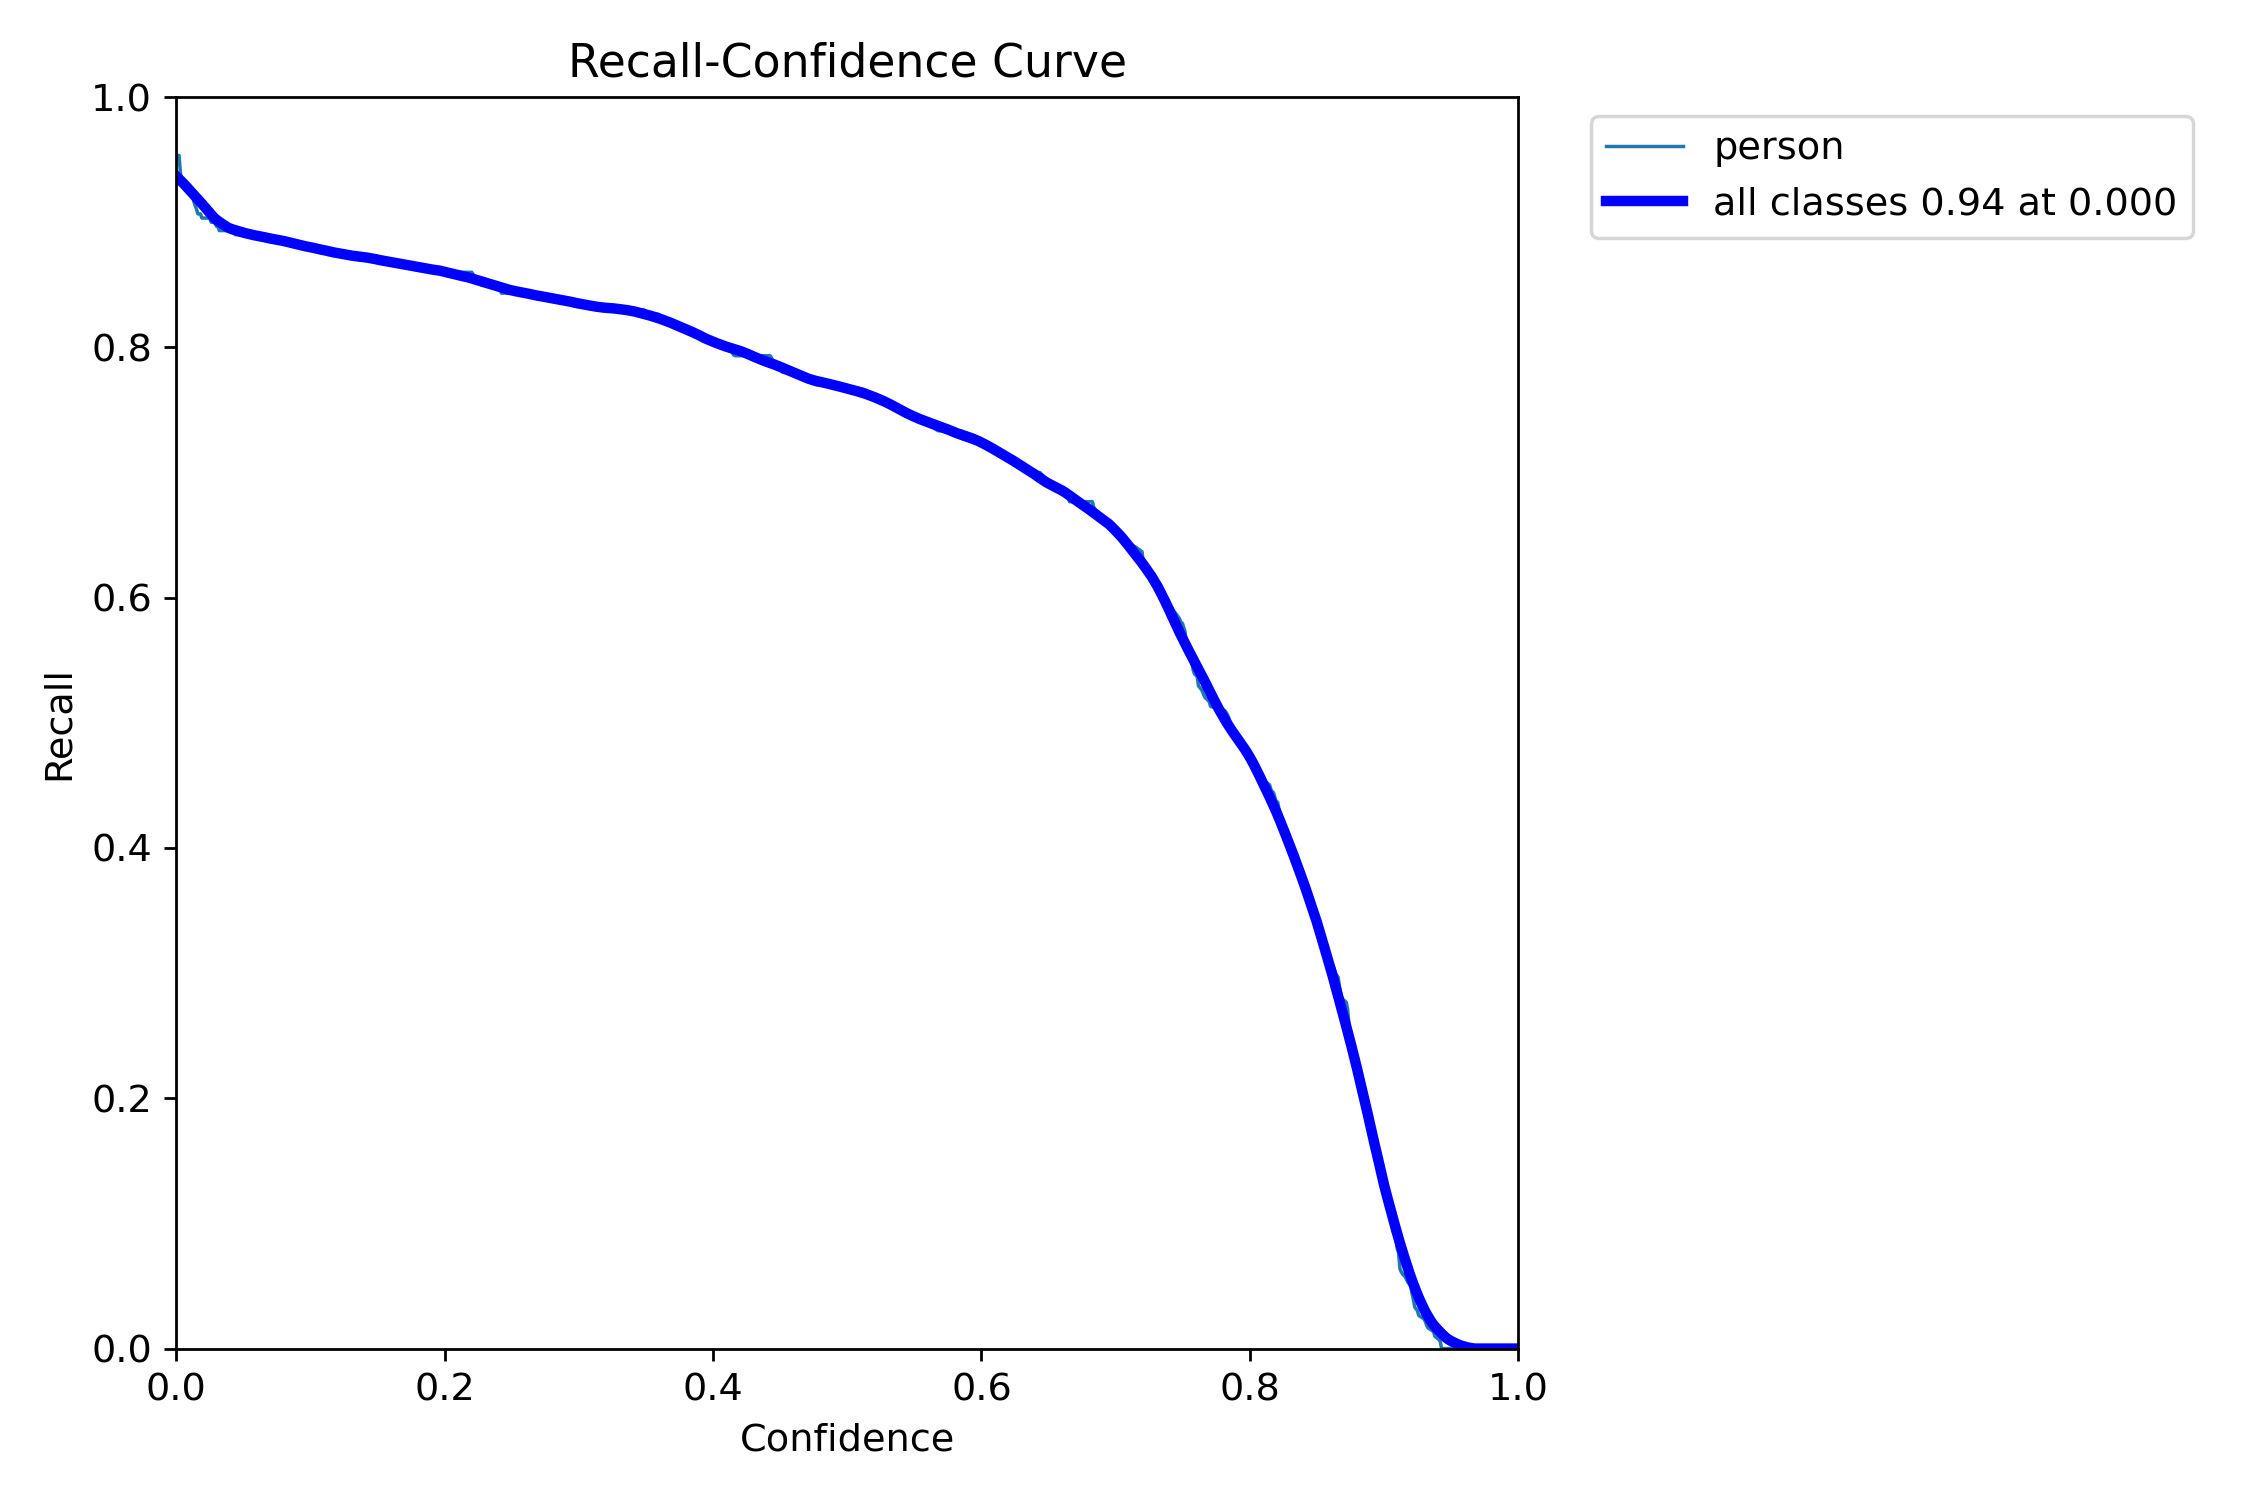 Recall-Confidence Curve
1.0
0.8
0.6
0.4
0.2
0.0
Recall
0.0 0.2 0.4 0.6 0.8 1.0
Confidence
person
all classes 0.94 at 0.000